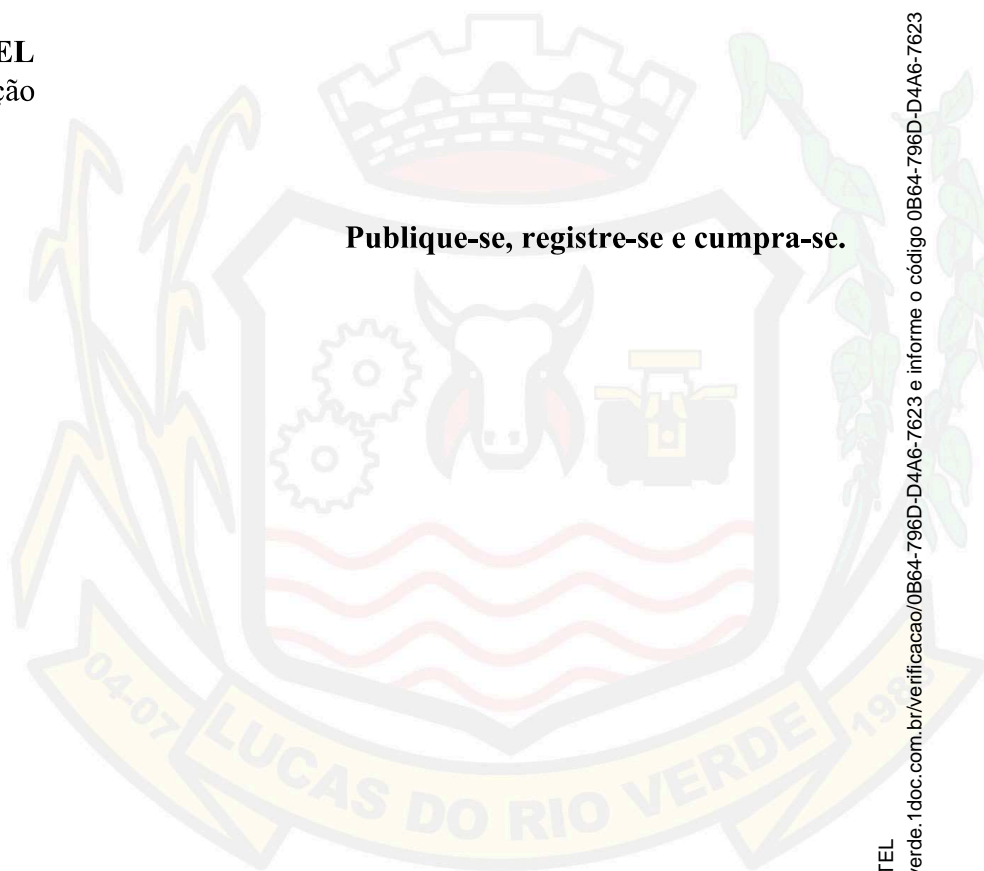 EL
ção
Publique-se, registre-se e cumpra-se.
04-07
LUCAS DO RIO VERDE
TEL
verde.1doc.com.br/verificacao/0B64-796D-D4A6-7623 e informe o código 0B64-796D-D4A6-7623